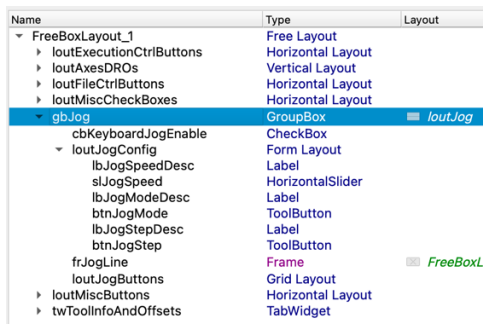 Name Type Layout
FreeBoxLayout_1 Free Layout
loutExecutionCtrlButtons Horizontal Layout
loutAxesDROs Vertical Layout
loutFileCtrlButtons Horizontal Layout
loutMiscCheckBoxes Horizontal Layout
gbJog GroupBox loutJog
cbKeyboardJogEnable CheckBox
loutJogConfig Form Layout
lbJogSpeedDesc Label
slJogSpeed HorizontalSlider
lbJogModeDesc Label
btnJogMode ToolButton
lbJogStepDesc Label
btnJogStep ToolButton
frJogLine Frame FreeBoxL
loutJogButtons Grid Layout
loutMiscButtons Horizontal Layout
twToolInfoAndOffsets TabWidget